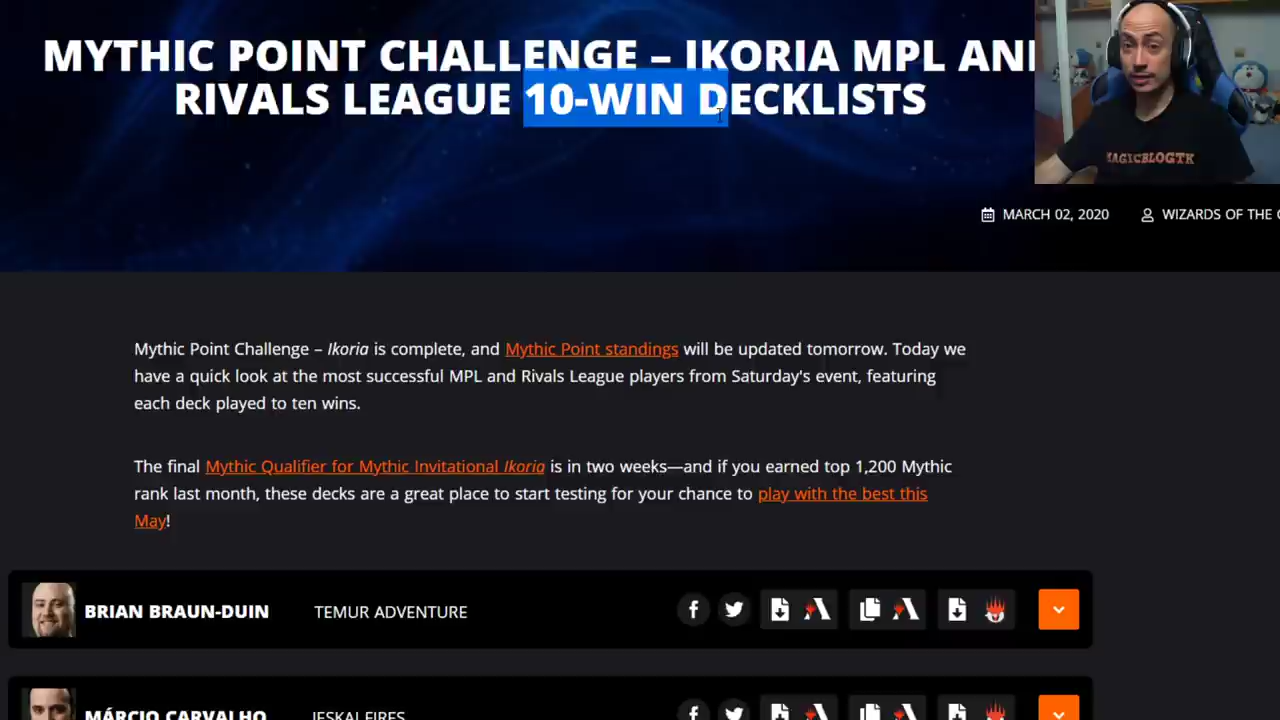 MYTHIC POINT CHALLENGE – IKORIA MPL AND
RIVALS LEAGUE 10-WIN DECKLISTS
MAGICBLOGTK
MARCH 02, 2020
WIZARDS OF THE
Mythic Point Challenge – Ikoria is complete, and Mythic Point standings will be updated tomorrow. Today we
have a quick look at the most successful MPL and Rivals League players from Saturday's event, featuring
each deck played to ten wins.
The final Mythic Qualifier for Mythic Invitational Ikoria is in two weeks—and if you earned top 1,200 Mythic
rank last month, these decks are a great place to start testing for your chance to play with the best this
May!
BRIAN BRAUN-DUIN TEMUR ADVENTURE
MÁRCIO CARVALHO JESKAI FIRES